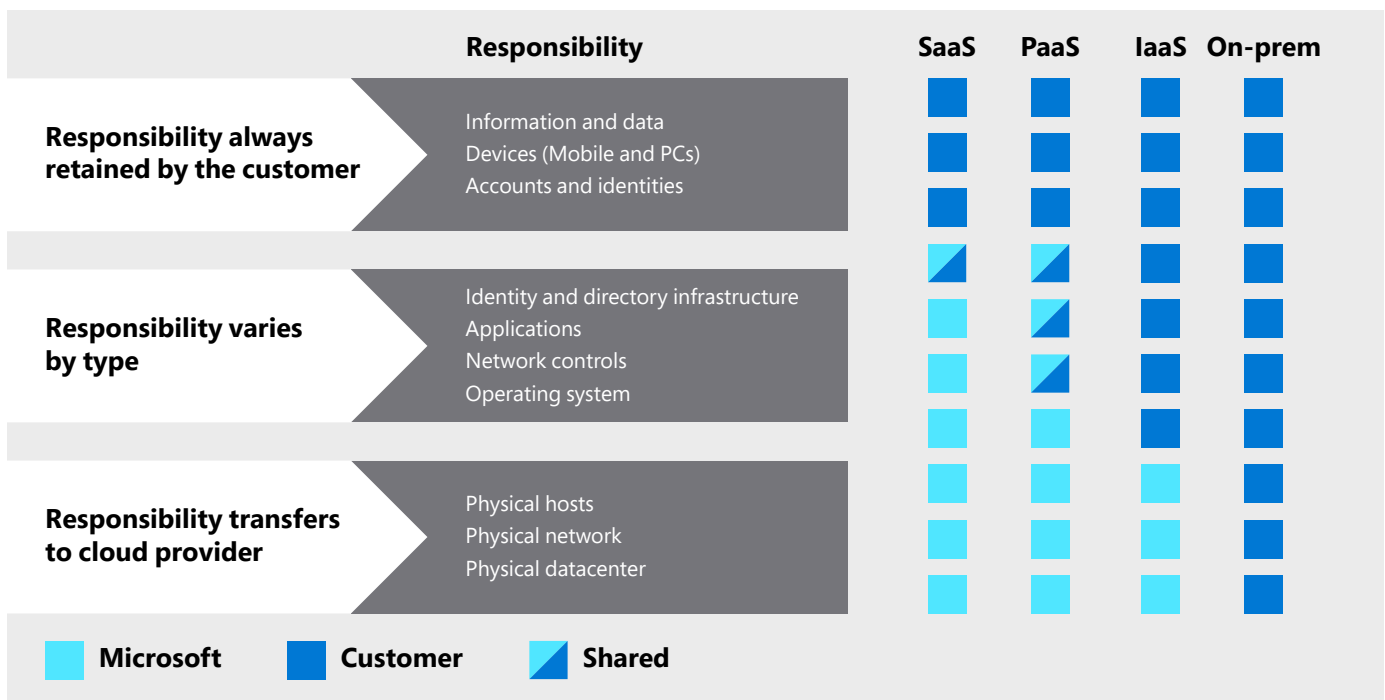 Responsibility SaaS PaaS IaaS On-prem
Responsibility always
retained by the customer
Information and data
Devices (Mobile and PCs)
Accounts and identities
Responsibility varies
by type
Identity and directory infrastructure
Applications
Network controls
Operating system
Responsibility transfers
to cloud provider
Physical hosts
Physical network
Physical datacenter
Microsoft Customer Shared